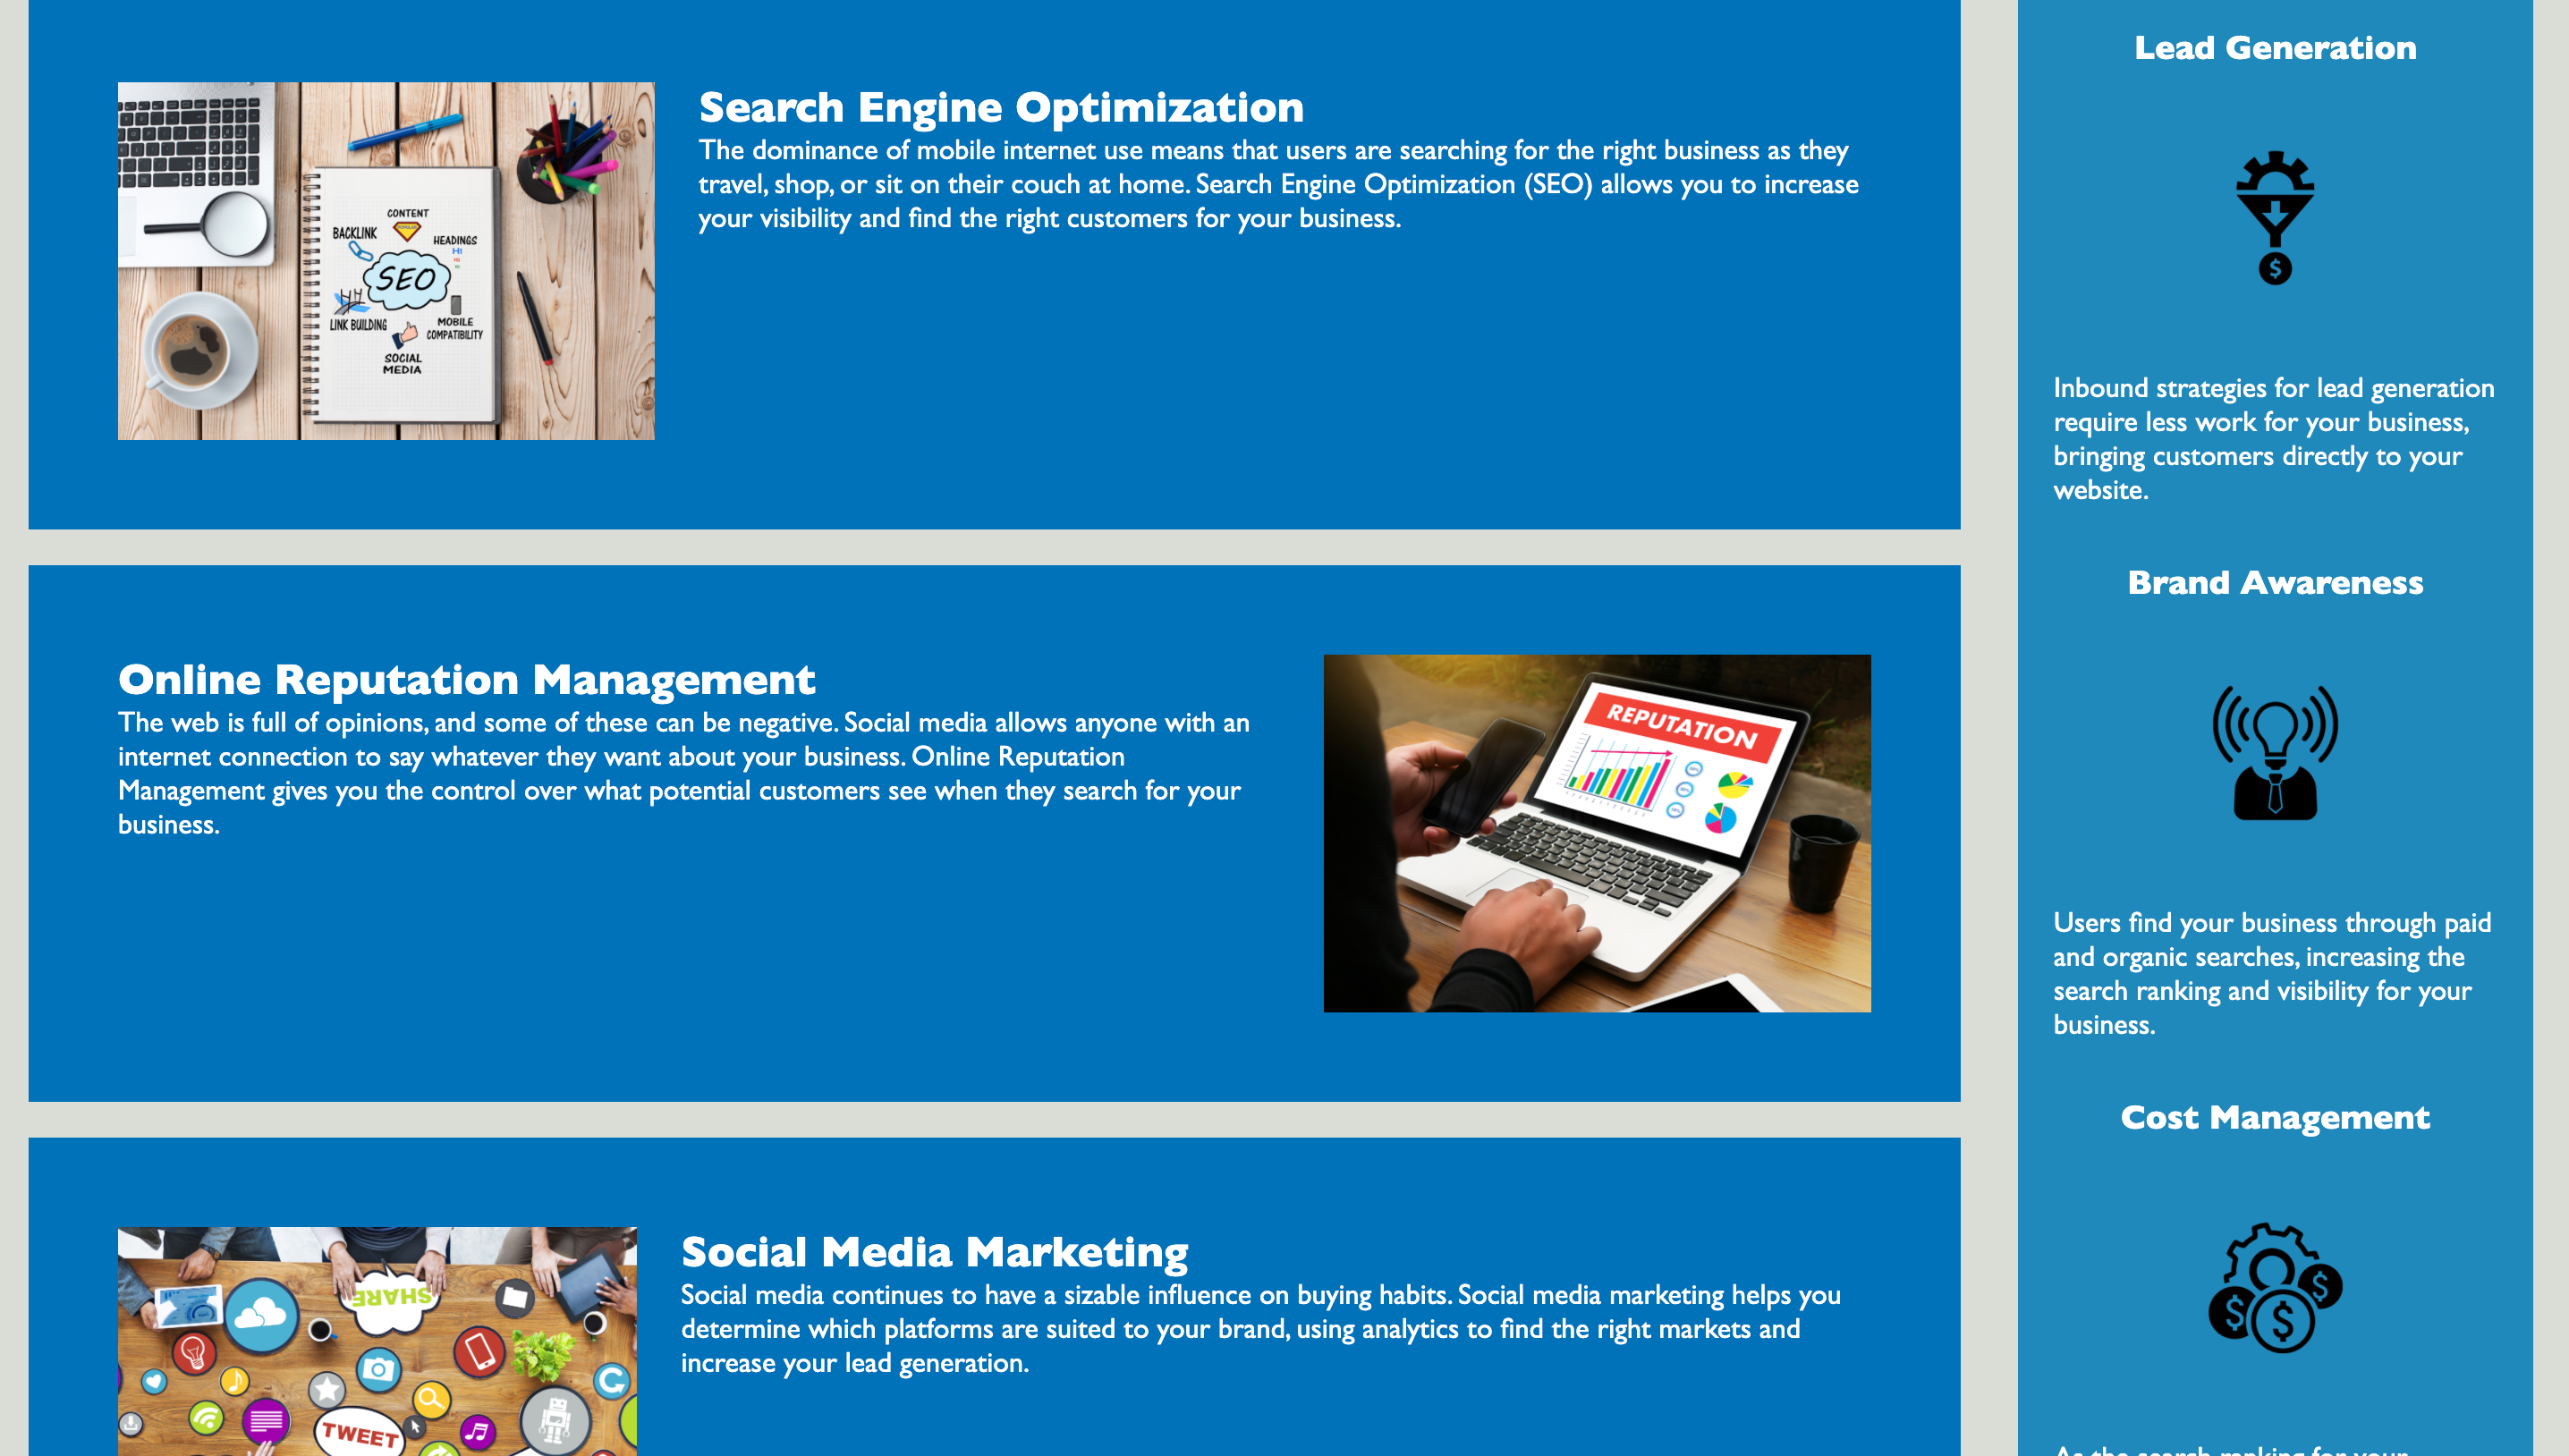 Search Engine Optimization
The dominance of mobile internet use means that users are searching for the right business as they
travel, shop, or sit on their couch at home. Search Engine Optimization (SEO) allows you to increase
your visibility and find the right customers for your business.
CONTENT
BACKLINK
HEADINGS
H1
SEO
LINK BUILDING
MOBILE
COMPATIBILITY
SOCIAL
MEDIA
Online Reputation Management
The web is full of opinions, and some of these can be negative. Social media allows anyone with an
internet connection to say whatever they want about your business. Online Reputation
Management gives you the control over what potential customers see when they search for your
business.
REPUTATION
Social Media Marketing
Social media continues to have a sizable influence on buying habits. Social media marketing helps you
determine which platforms are suited to your brand, using analytics to find the right markets and
increase your lead generation.
SHARE
TWEET
Lead Generation
$
Inbound strategies for lead generation
require less work for your business,
bringing customers directly to your
website.
Brand Awareness
Users find your business through paid
and organic searches, increasing the
search ranking and visibility for your
business.
Cost Management
$ $ $
As the search ranking for your